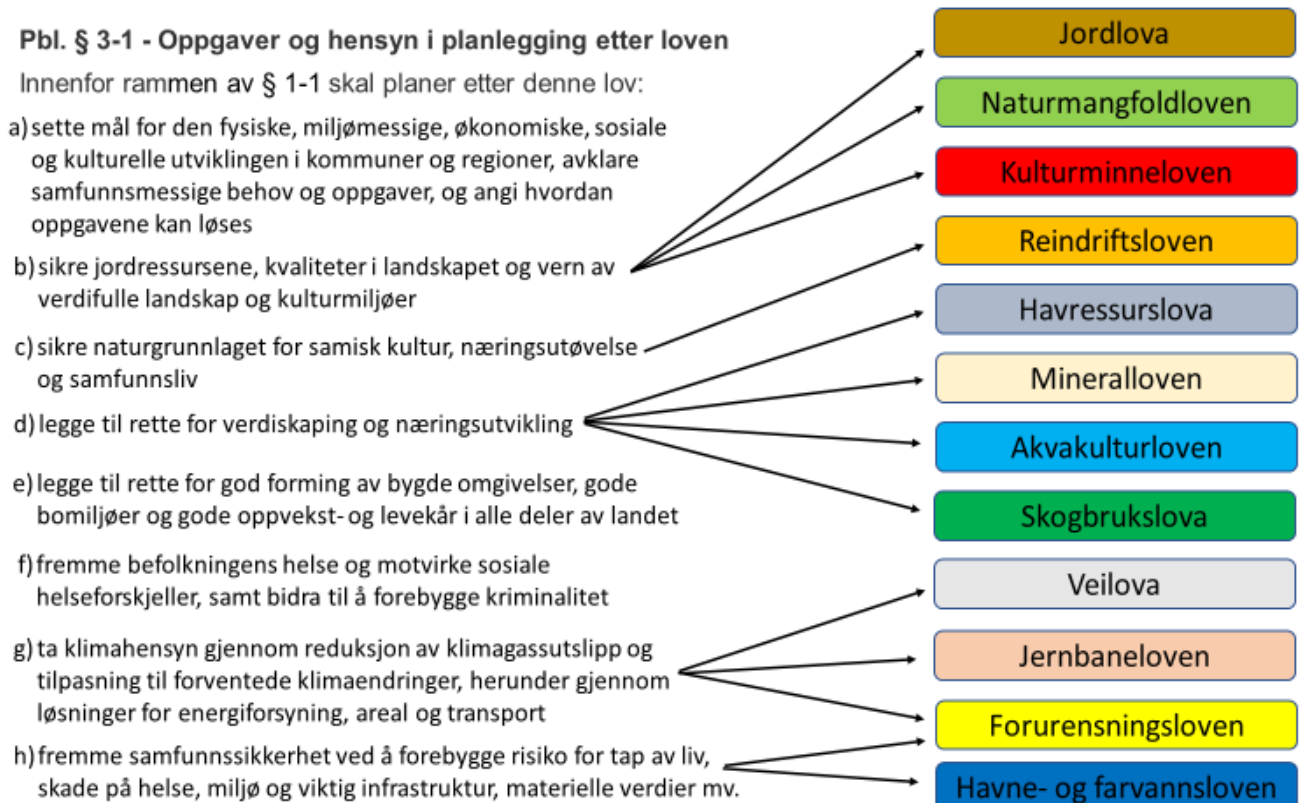 Pbl. § 3-1 - Oppgaver og hensyn i planlegging etter loven
Innenfor rammen av § 1-1 skal planer etter denne lov:
a) sette mål for den fysiske, miljømessige, økonomiske, sosiale
og kulturelle utviklingen i kommuner og regioner, avklare
samfunnsmessige behov og oppgaver, og angi hvordan
oppgavene kan løses
b) sikre jordressursene, kvaliteter i landskapet og vern av
verdifulle landskap og kulturmiljøer
c) sikre naturgrunnlaget for samisk kultur, næringsutøvelse
og samfunnsliv
d) legge til rette for verdiskaping og næringsutvikling
e) legge til rette for god forming av bygde omgivelser, gode
bomiljøer og gode oppvekst- og levekår i alle deler av landet
f) fremme befolkningens helse og motvirke sosiale
helseforskjeller, samt bidra til å forebygge kriminalitet
g) ta klimahensyn gjennom reduksjon av klimagassutslipp og
tilpasning til forventede klimaendringer, herunder gjennom
løsninger for energiforsyning, areal og transport
h) fremme samfunnssikkerhet ved å forebygge risiko for tap av liv,
skade på helse, miljø og viktig infrastruktur, materielle verdier mv.
Jordlova
Naturmangfoldloven
Kulturminneloven
Reindriftsloven
Havressurslova
Mineralloven
Akvakulturloven
Skogbrukslova
Veilova
Jernbaneloven
Forurensningsloven
Havne- og farvannsloven